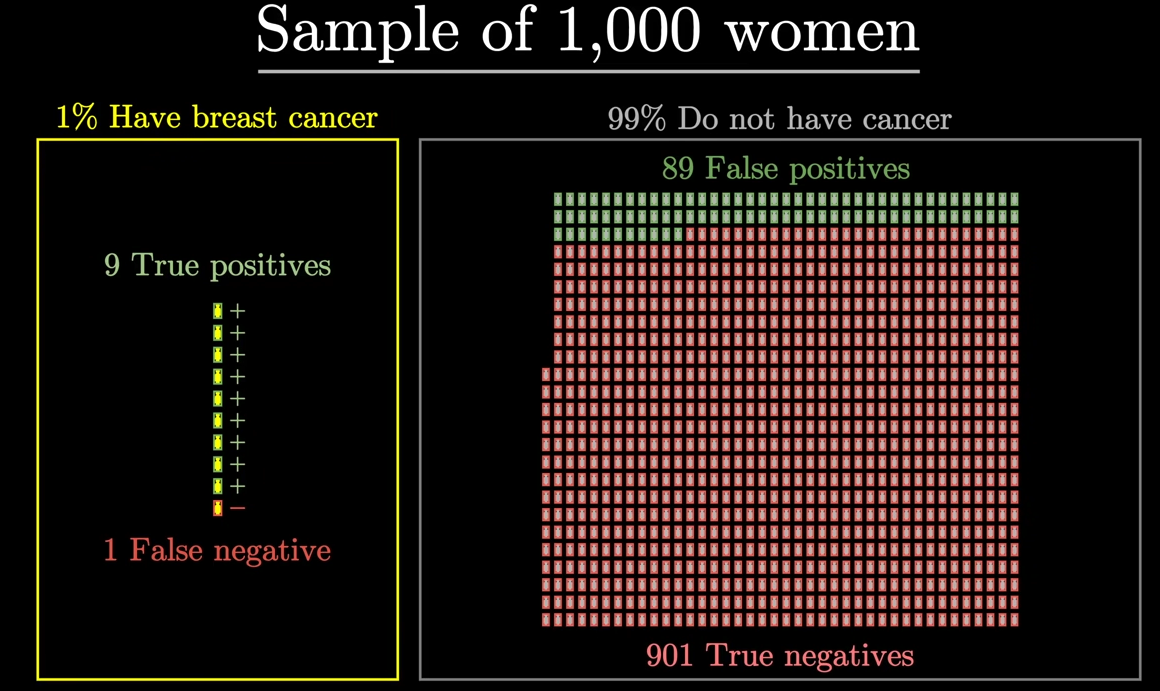 Sample of 1,000 women
1% Have breast cancer
99% Do not have cancer
89 False positives
9 True positives
+
+
+
+
+
+
+
+
+
−
1 False negative
901 True negatives